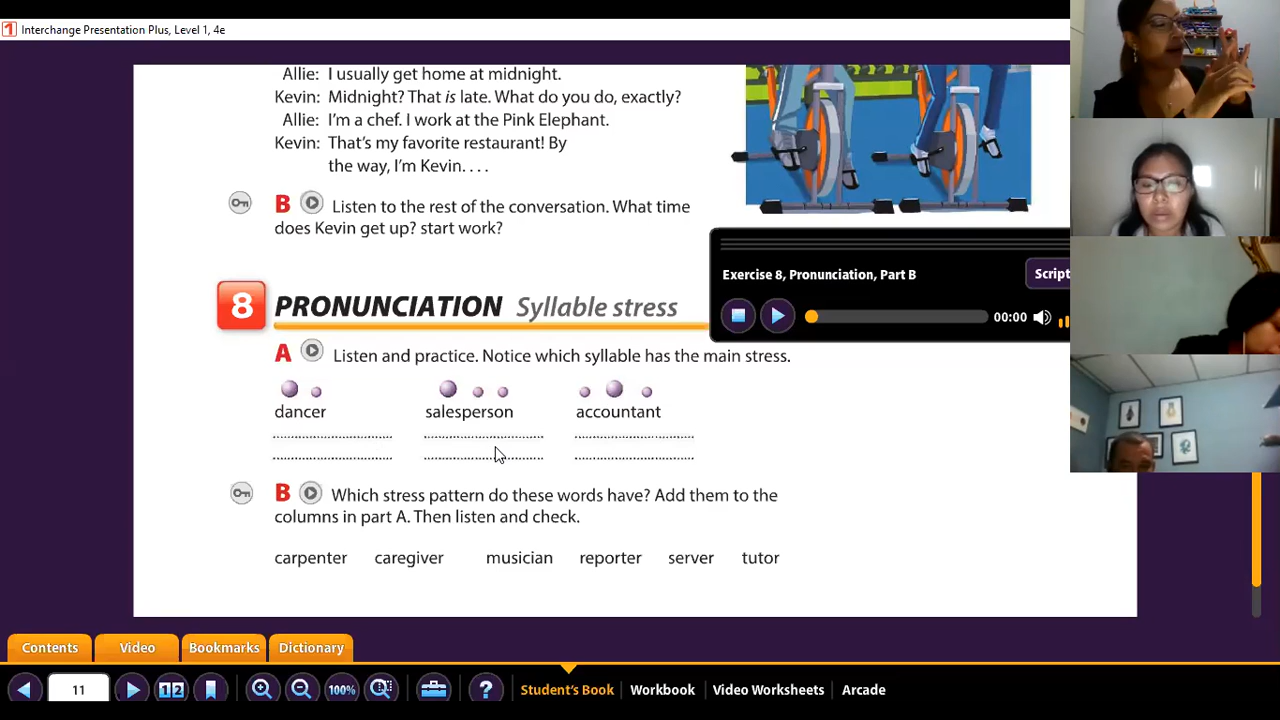 Interchange Presentation Plus, Level 1, 4e
Allie: I usually get home at midnight.
Kevin: Midnight? That is late. What do you do, exactly?
Allie: I'm a chef. I work at the Pink Elephant.
Kevin: That's my favorite restaurant! By
the way, I'm Kevin. . . .
B Listen to the rest of the conversation. What time
does Kevin get up? start work?
Exercise 8, Pronunciation, Part B
Script
00:00
8 PRONUNCIATION Syllable stress
A Listen and practice. Notice which syllable has the main stress.
dancer salesperson accountant
B Which stress pattern do these words have? Add them to the
columns in part A. Then listen and check.
carpenter caregiver musician reporter server tutor
Contents Video Bookmarks Dictionary
11 12 100% ? Student's Book Workbook Video Worksheets Arcade